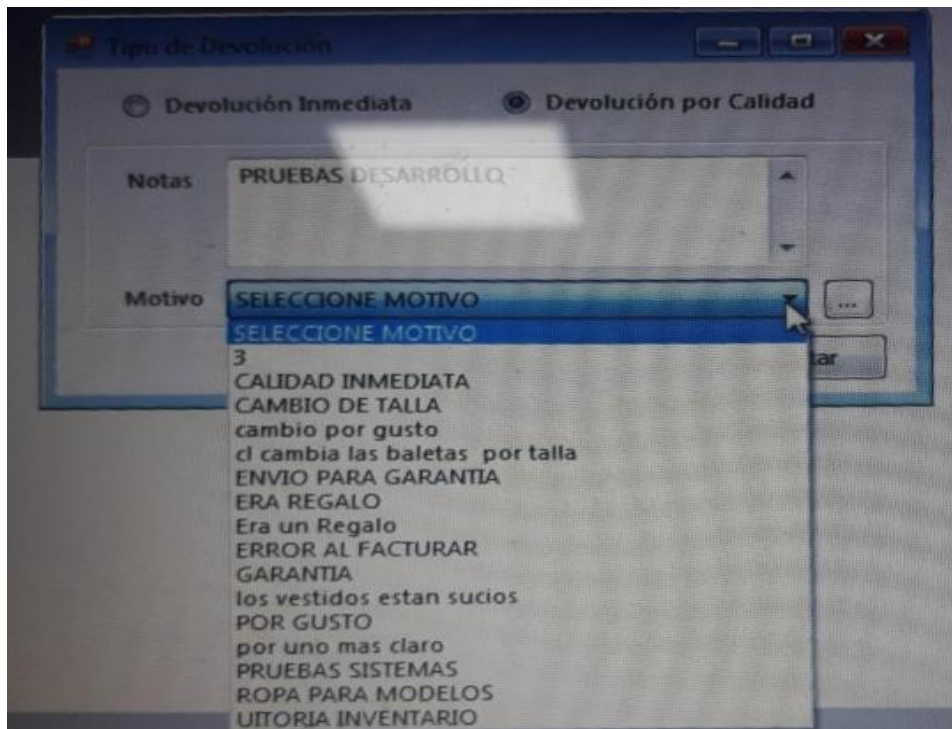 Tipo de Devolución
Devolución Inmediata
Devolución por Calidad
Notas
PRUEBAS DESARROLLO
Motivo
SELECCIONE MOTIVO
...
SELECCIONE MOTIVO
3
CALIDAD INMEDIATA
CAMBIO DE TALLA
cambio por gusto
cl cambia las baletas por talla
ENVIO PARA GARANTIA
ERA REGALO
Era un Regalo
ERROR AL FACTURAR
GARANTIA
los vestidos estan sucios
POR GUSTO
por uno mas claro
PRUEBAS SISTEMAS
ROPA PARA MODELOS
UITORIA INVENTARIO